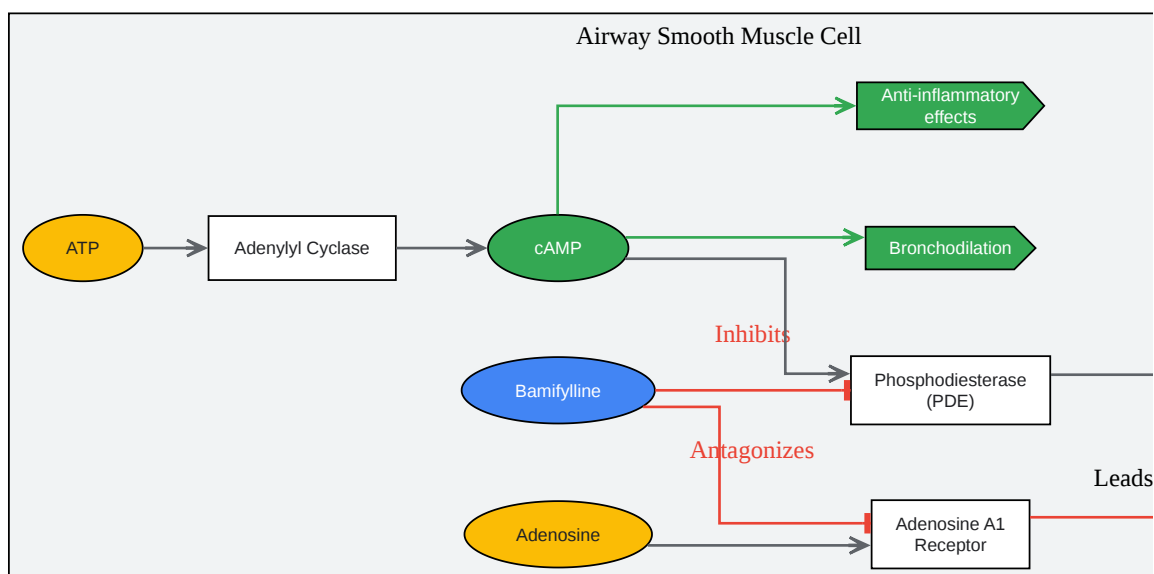 Airway Smooth Muscle Cell
Anti-inflammatory
effects
ATP
Adenylyl Cyclase
cAMP
Bronchodilation
Inhibits
Bamifylline
Phosphodiesterase
(PDE)
Antagonizes
Leads
Adenosine
Adenosine A1
Receptor